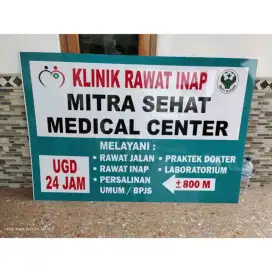 KLINIK RAWAT INAP
MITRA SEHAT
MEDICAL CENTER
MELAYANI :
UGD
24 JAM
• RAWAT JALAN
• RAWAT INAP
• PERSALINAN
UMUM / BPJS
• PRAKTEK DOKTER
• LABORATORIUM
± 800 M